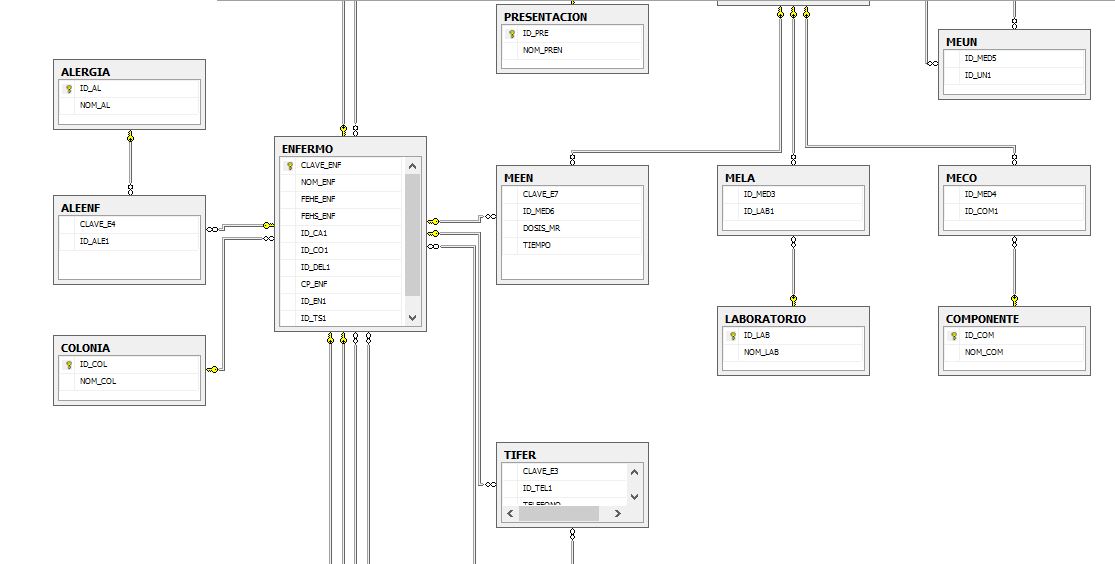 PRESENTACION
ID_PRE
NOM_PREN
MEUN
ID_MED5
ID_UN1
ALERGIA
ID_AL
NOM_AL
ENFERMO
CLAVE_ENF
NOM_ENF
FEHE_ENF
FEHS_ENF
ID_CA1
ID_CO1
ID_DEL1
CP_ENF
ID_EN1
ID_TS1
MEEN
CLAVE_E7
ID_MED6
DOSIS_MR
TIEMPO
MELA
ID_MED3
ID_LAB1
MECO
ID_MED4
ID_COM1
ALEENF
CLAVE_E4
ID_ALE1
LABORATORIO
ID_LAB
NOM_LAB
COMPONENTE
ID_COM
NOM_COM
COLONIA
ID_COL
NOM_COL
TIFER
CLAVE_E3
ID_TEL1
TELEFONO